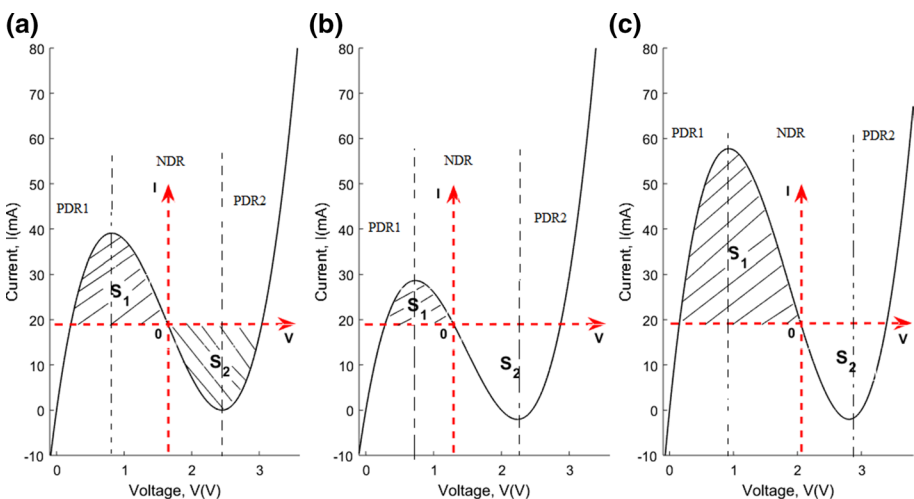 (a)
80
70
60
50
40
30
20
10
0
-10
Current, I(mA)
PDR1
NDR
PDR2
I
S1
0
V
S2
0
1
2
3
Voltage, V(V)
(b)
80
70
60
50
40
30
20
10
0
-10
Current, I(mA)
PDR1
NDR
PDR2
I
S1
0
V
S2
0
1
2
3
Voltage, V(V)
(c)
80
70
60
50
40
30
20
10
0
-10
Current, I(mA)
PDR1
NDR
PDR2
I
S1
0
V
S2
0
1
2
3
Voltage, V(V)